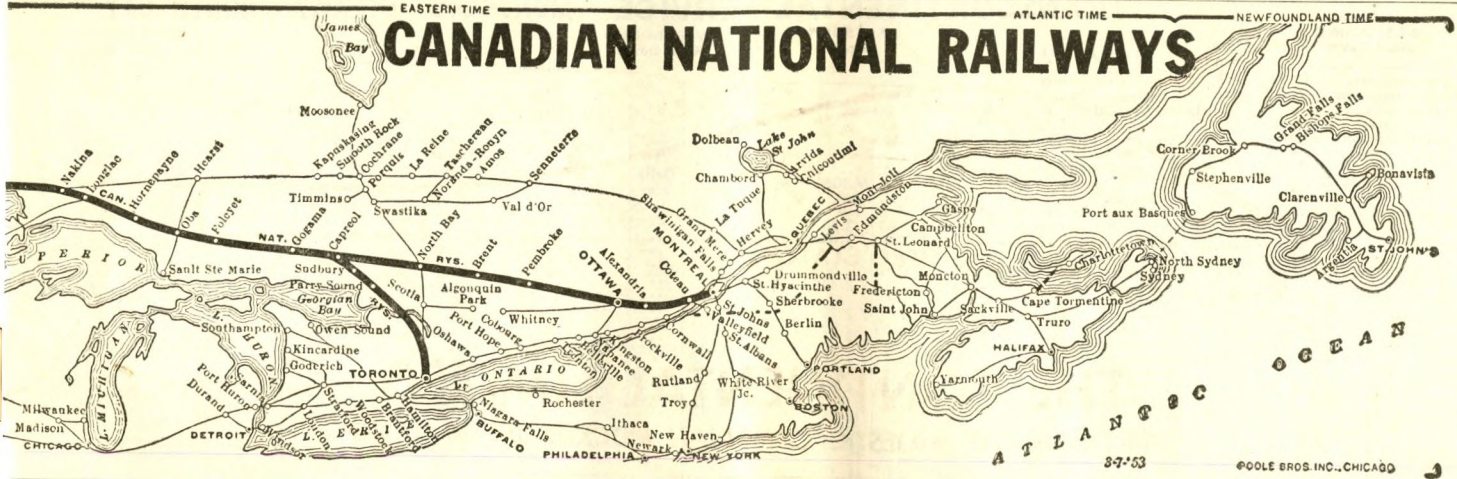 EASTERN TIME
ATLANTIC TIME
NEWFOUNDLAND TIME
CANADIAN NATIONAL RAILWAYS
James
Bay
Moosonee
Nakina
Longlac
Hornepayne
Hearst
Kapuskasing
Smooth Rock
Cochrane
Porquis
La Reine
Taschereau
Noranda-Rouyn
Amos
Senneterre
Timmins
Swastika
Val d'Or
CAN.
NAT.
RYS.
RYS.
Oba
Foleyet
Gogama
Capreol
Sudbury
North Bay
Brent
Pembroke
OTTAWA
Alexandria
Coteau
MONTREAL
Shawinigan Falls
Grand Mere
Hervey
La Tuque
Dolbeau
Lake
St John
Arvida
Chicoutimi
Chambord
QUEBEC
Levis
Mont Joli
Edmundston
Gaspe
Campbellton
St. Leonard
Moncton
Fredericton
Saint John
Sackville
Charlottetown
Cape Tormentine
Truro
HALIFAX
Yarmouth
North Sydney
Sydney
Corner Brook
Stephenville
Port aux Basques
Grand Falls
Bishops Falls
Clarenville
Bonavista
Argentia
ST JOHN'S
SUPERIOR
Sault Ste Marie
Parry Sound
Georgian
Bay
Scotia
Algonquin
Park
Whitney
Southampton
Owen Sound
Kincardine
Goderich
L.
HURON
L. MICHIGAN
Port Huron
Sarnia
Durand
DETROIT
Windsor
London
Stratford
Woodstock
Brantford
Hamilton
L. ERIE
TORONTO
Oshawa
Port Hope
Cobourg
Trenton
Belleville
Napanee
Kingston
Brockville
Cornwall
ONTARIO
Rochester
Niagara Falls
BUFFALO
Ithaca
Newark
PHILADELPHIA
NEW YORK
New Haven
Troy
Rutland
White River
Jc.
St. Albans
St Johns
Valleyfield
Drummondville
St. Hyacinthe
Sherbrooke
Berlin
PORTLAND
BOSTON
Milwaukee
Madison
CHICAGO
ATLANTIC OCEAN
3-7-'53
POOLE BROS. INC., CHICAGO